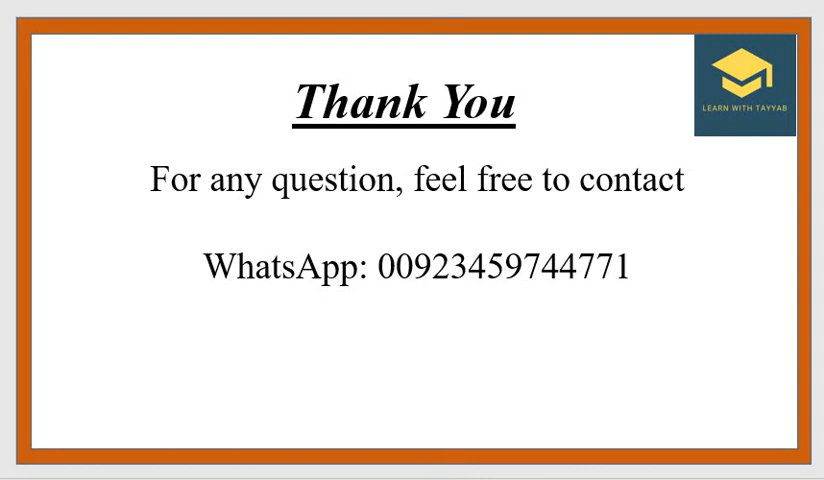 Thank You
LEARN WITH TAYYAB
For any question, feel free to contact
WhatsApp: 00923459744771